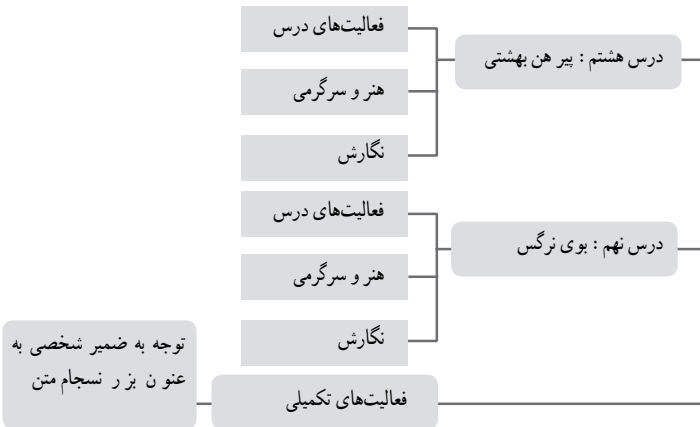 درس هشتم : پیر هن بهشتی
فعالیت‌های درس
هنر و سرگرمی
نگارش
درس نهم : بوی نرگس
فعالیت‌های درس
هنر و سرگرمی
نگارش
فعالیت‌های تکمیلی
توجه به ضمیر شخصی به
عنو ن بز ر نسجام متن